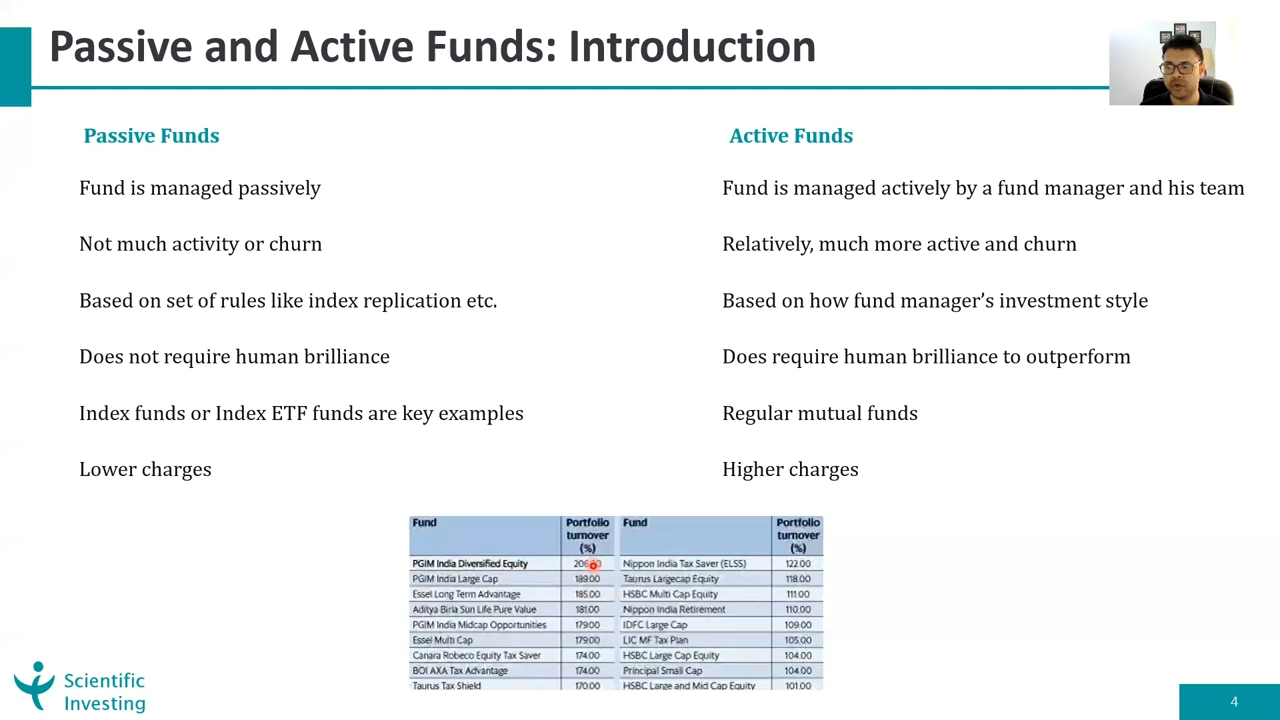 Passive and Active Funds: Introduction
Passive Funds
Fund is managed passively
Not much activity or churn
Based on set of rules like index replication etc.
Does not require human brilliance
Index funds or Index ETF funds are key examples
Lower charges
Active Funds
Fund is managed actively by a fund manager and his team
Relatively, much more active and churn
Based on how fund manager's investment style
Does require human brilliance to outperform
Regular mutual funds
Higher charges
Fund Portfolio turnover (%) Fund Portfolio turnover (%)
PGIM India Diversified Equity Nippon India Tax Saver (ELSS) 122.00
PGIM India Large Cap 189.00 Taurus Largecap Equity 118.00
Essel Long Term Advantage 185.00 HSBC Multi Cap Equity 111.00
Aditya Birla Sun Life Pure Value 181.00 Nippon India Retirement 110.00
PGIM India Midcap Opportunities 179.00 IDFC Large Cap 109.00
Essel Multi Cap 179.00 LIC MF Tax Plan 105.00
Canara Robeco Equity Tax Saver 174.00 HSBC Large Cap Equity 104.00
BOI AXA Tax Advantage 174.00 Principal Small Cap 104.00
Taurus Tax Shield 170.00 HSBC Large and Mid Cap Equity 101.00
Scientific
Investing
4